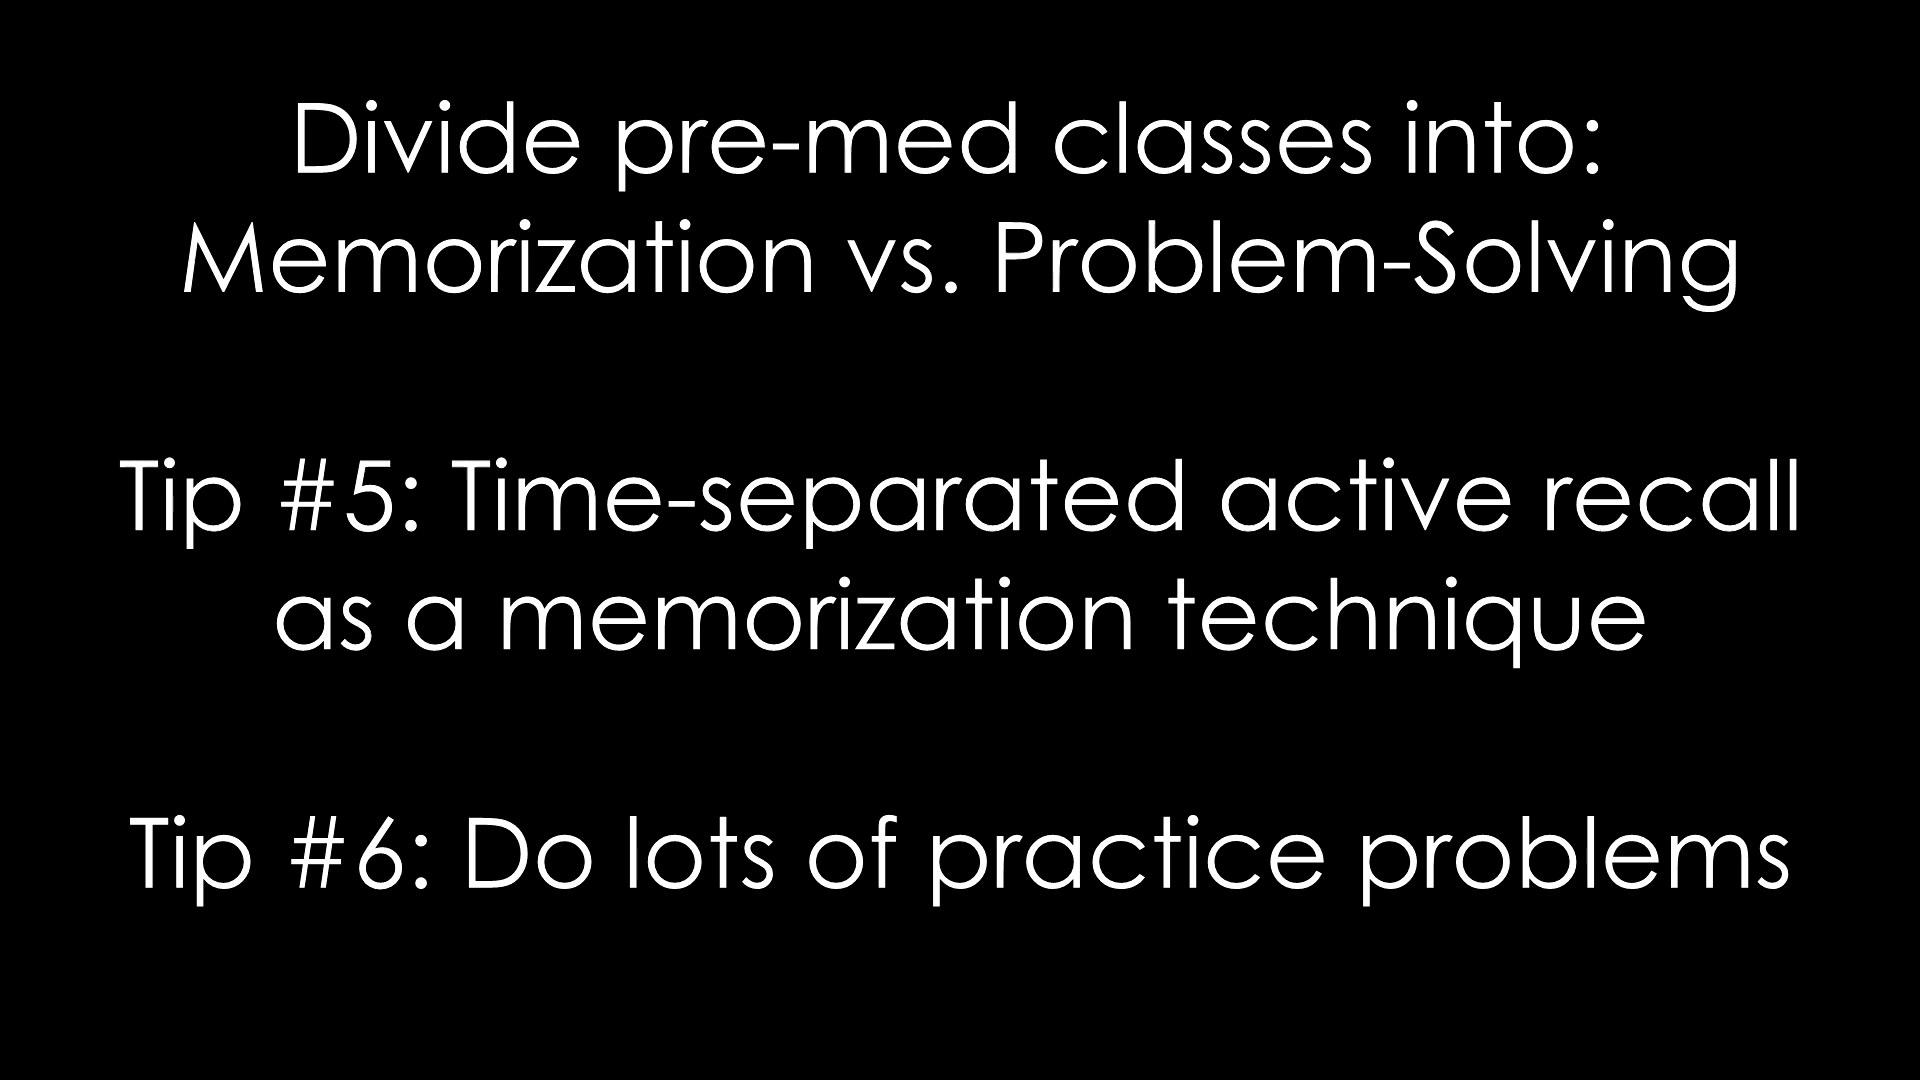 Divide pre-med classes into:
Memorization vs. Problem-Solving
Tip #5: Time-separated active recall
as a memorization technique
Tip #6: Do lots of practice problems